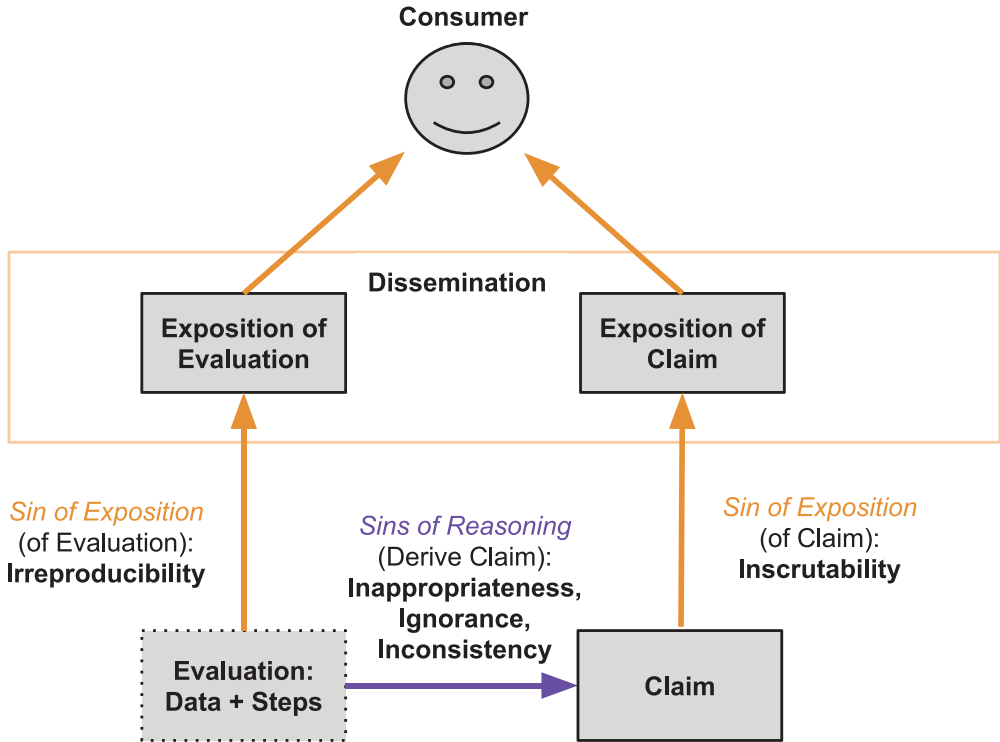 Consumer
Dissemination
Exposition of
Evaluation
Exposition of
Claim
Sin of Exposition
(of Evaluation):
Irreproducibility
Sins of Reasoning
(Derive Claim):
Inappropriateness,
Ignorance,
Inconsistency
Sin of Exposition
(of Claim):
Inscrutability
Evaluation:
Data + Steps
Claim